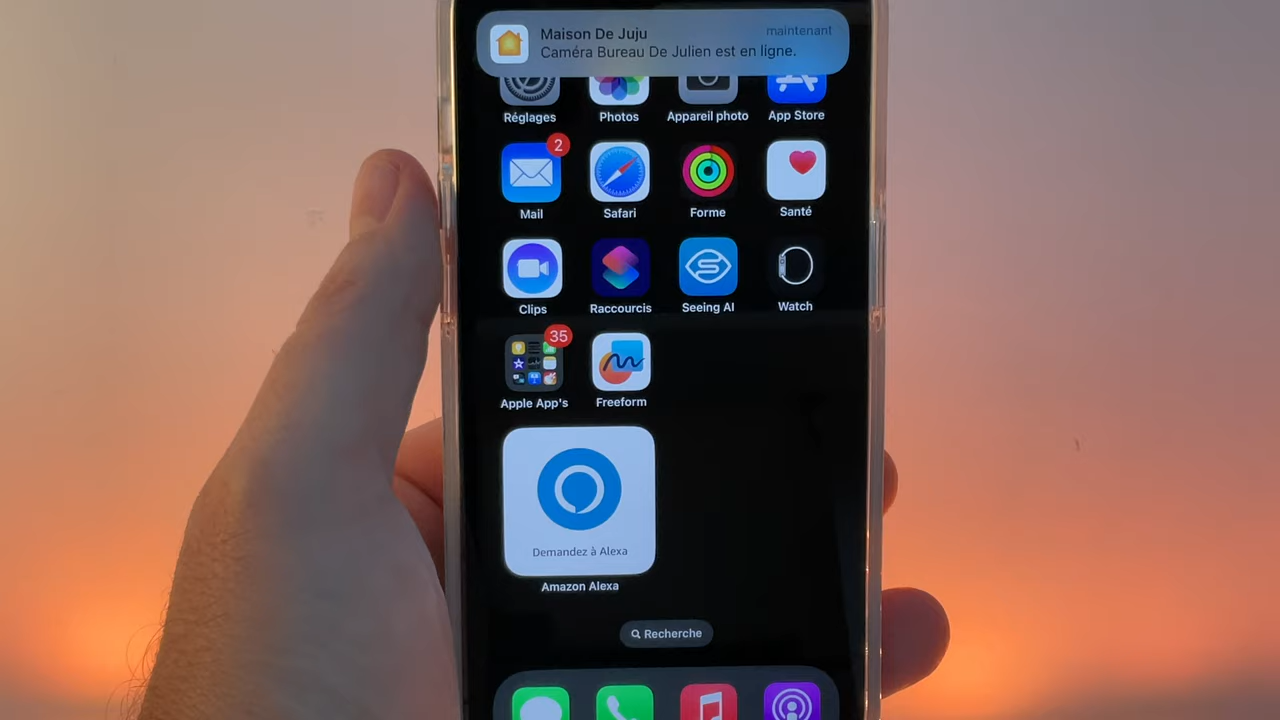 Maison De Juju maintenant
Caméra Bureau De Julien est en ligne.
Réglages Photos Appareil photo App Store
2
Mail Safari Forme Santé
Clips Raccourcis Seeing AI Watch
35
Apple App's Freeform
Demandez à Alexa
Amazon Alexa
Recherche